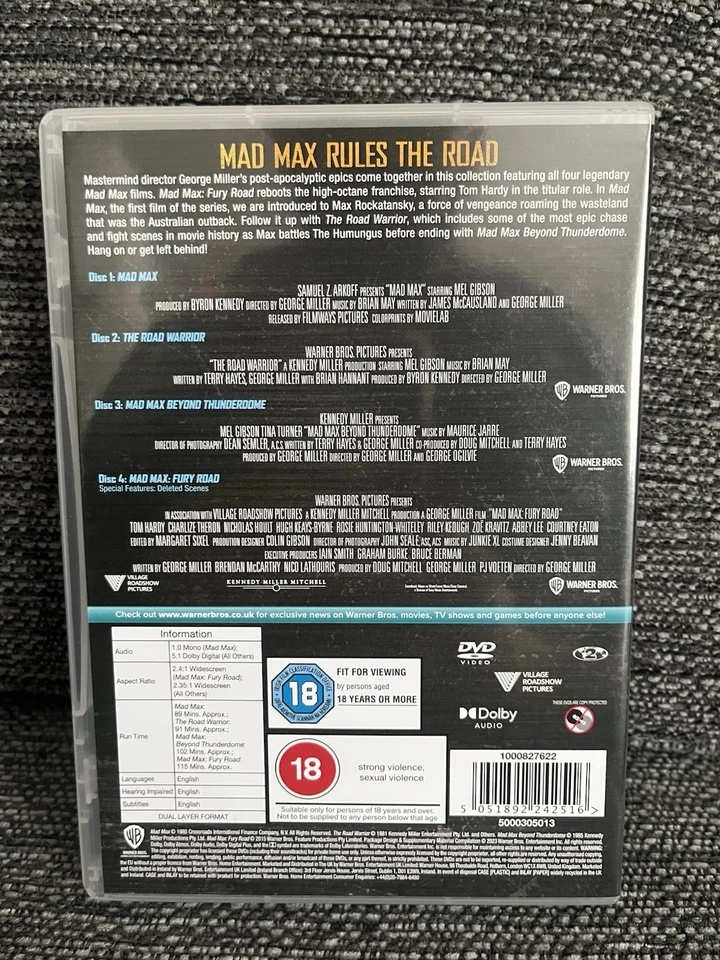 MAD MAX RULES THE ROAD
Mastermind director George Miller's post-apocalyptic epics come together in this collection featuring all four legendary
Mad Max films. Mad Max: Fury Road reboots the high-octane franchise, starring Tom Hardy in the titular role. In Mad
Max, the first film of the series, we are introduced to Max Rockatansky, a force of vengeance roaming the wasteland
that was the Australian outback. Follow it up with The Road Warrior, which includes some of the most epic chase
and fight scenes in movie history as Max battles The Humungus before ending with Mad Max Beyond Thunderdome.
Hang on or get left behind!
Disc 1: MAD MAX
SAMUEL Z. ARKOFF PRESENTS "MAD MAX" STARRING MEL GIBSON
PRODUCED BY BYRON KENNEDY DIRECTED BY GEORGE MILLER MUSIC BY BRIAN MAY WRITTEN BY JAMES McCAUSLAND AND GEORGE MILLER
RELEASED BY FILMWAYS PICTURES COLORPRINTS BY MOVIELAB
Disc 2: THE ROAD WARRIOR
WARNER BROS. PICTURES PRESENTS
"THE ROAD WARRIOR" A KENNEDY MILLER PRODUCTION STARRING MEL GIBSON MUSIC BY BRIAN MAY
WRITTEN BY TERRY HAYES, GEORGE MILLER WITH BRIAN HANNANT PRODUCED BY BYRON KENNEDY DIRECTED BY GEORGE MILLER
WARNER BROS.
PICTURES
Disc 3: MAD MAX BEYOND THUNDERDOME
KENNEDY MILLER PRESENTS
MEL GIBSON TINA TURNER "MAD MAX BEYOND THUNDERDOME" MUSIC BY MAURICE JARRE
DIRECTOR OF PHOTOGRAPHY DEAN SEMLER, A.C.S. WRITTEN BY TERRY HAYES & GEORGE MILLER CO-PRODUCED BY DOUG MITCHELL AND TERRY HAYES
PRODUCED BY GEORGE MILLER DIRECTED BY GEORGE MILLER AND GEORGE OGILVIE
WARNER BROS.
PICTURES
Disc 4: MAD MAX: FURY ROAD
Special Features: Deleted Scenes
WARNER BROS. PICTURES PRESENTS
IN ASSOCIATION WITH VILLAGE ROADSHOW PICTURES A KENNEDY MILLER MITCHELL PRODUCTION A GEORGE MILLER FILM "MAD MAX: FURY ROAD"
TOM HARDY CHARLIZE THERON NICHOLAS HOULT HUGH KEAYS-BYRNE ROSIE HUNTINGTON-WHITELEY RILEY KEOUGH ZOË KRAVITZ ABBEY LEE COURTNEY EATON
EDITED BY MARGARET SIXEL PRODUCTION DESIGNER COLIN GIBSON DIRECTOR OF PHOTOGRAPHY JOHN SEALE, ASC, ACS MUSIC BY JUNKIE XL COSTUME DESIGNER JENNY BEAVAN
EXECUTIVE PRODUCERS IAIN SMITH GRAHAM BURKE BRUCE BERMAN
WRITTEN BY GEORGE MILLER BRENDAN McCARTHY NICO LATHOURIS PRODUCED BY DOUG MITCHELL GEORGE MILLER PJ VOETEN DIRECTED BY GEORGE MILLER
VILLAGE
ROADSHOW
PICTURES
KENNEDY MILLER MITCHELL
WARNER BROS.
PICTURES
Check out www.warnerbros.co.uk for exclusive news on Warner Bros. movies, TV shows and games before anyone else!
Information
Audio
1.0 Mono (Mad Max);
5.1 Dolby Digital (All Others)
Aspect Ratio
2.4:1 Widescreen
(Mad Max: Fury Road);
2.35:1 Widescreen
(All Others)
Run Time
Mad Max:
89 Mins. Approx.;
The Road Warrior:
91 Mins. Approx.;
Mad Max:
Beyond Thunderdome:
102 Mins. Approx.;
Mad Max: Fury Road:
115 Mins. Approx.
Languages English
Hearing Impaired English
Subtitles English
DUAL LAYER FORMAT
18
FIT FOR VIEWING
by persons aged
18 YEARS OR MORE
18
strong violence,
sexual violence
Suitable only for persons of 18 years and over.
Not to be supplied to any person below that age
DVD
VIDEO
2
VILLAGE
ROADSHOW
PICTURES
Dolby
AUDIO
THESE DVDS ARE COPY PROTECTED
1000827622
5 051892 242516 >
5000305013